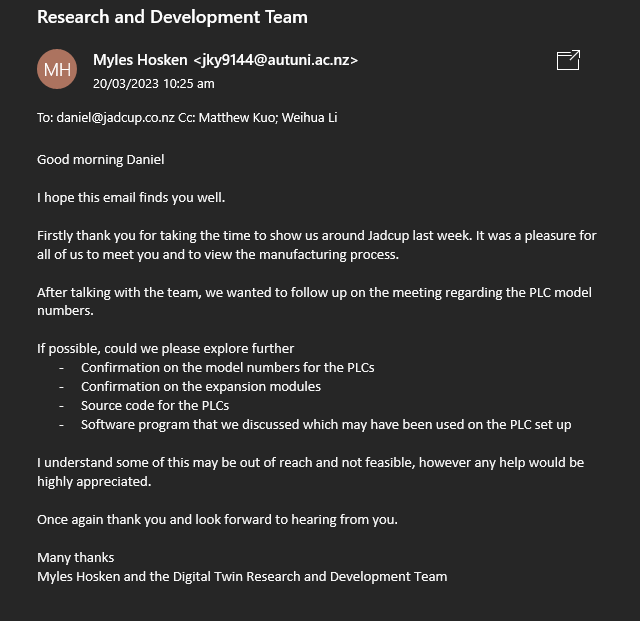 Research and Development Team
MH
Myles Hosken <jky9144@autuni.ac.nz>
20/03/2023 10:25 am
To: daniel@jadcup.co.nz Cc: Matthew Kuo; Weihua Li
Good morning Daniel
I hope this email finds you well.
Firstly thank you for taking the time to show us around Jadcup last week. It was a pleasure for
all of us to meet you and to view the manufacturing process.
After talking with the team, we wanted to follow up on the meeting regarding the PLC model
numbers.
If possible, could we please explore further
- Confirmation on the model numbers for the PLCs
- Confirmation on the expansion modules
- Source code for the PLCs
- Software program that we discussed which may have been used on the PLC set up
I understand some of this may be out of reach and not feasible, however any help would be
highly appreciated.
Once again thank you and look forward to hearing from you.
Many thanks
Myles Hosken and the Digital Twin Research and Development Team